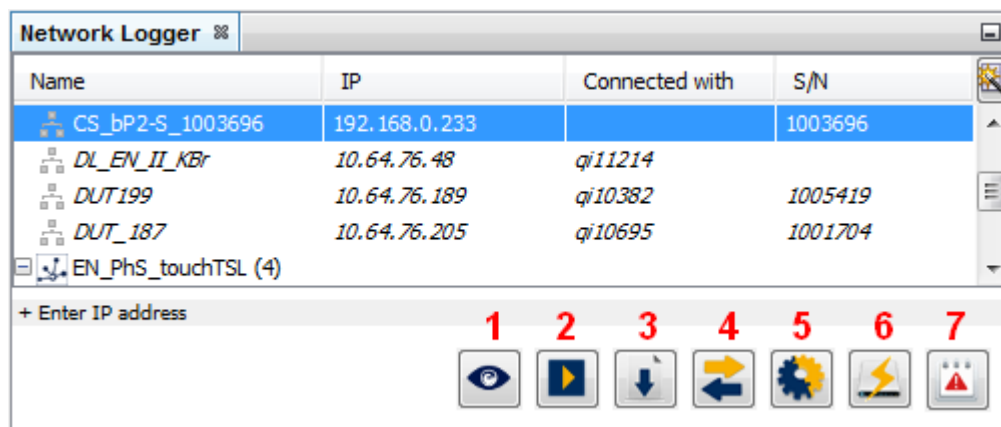 Network Logger
Name IP Connected with S/N
CS_bP2-S_1003696 192.168.0.233 1003696
DL_EN_II_KBr 10.64.76.48 qi11214
DUT199 10.64.76.189 qi10382 1005419
DUT_187 10.64.76.205 qi10695 1001704
EN_PhS_touchTSL (4)
+ Enter IP address
1 2 3 4 5 6 7